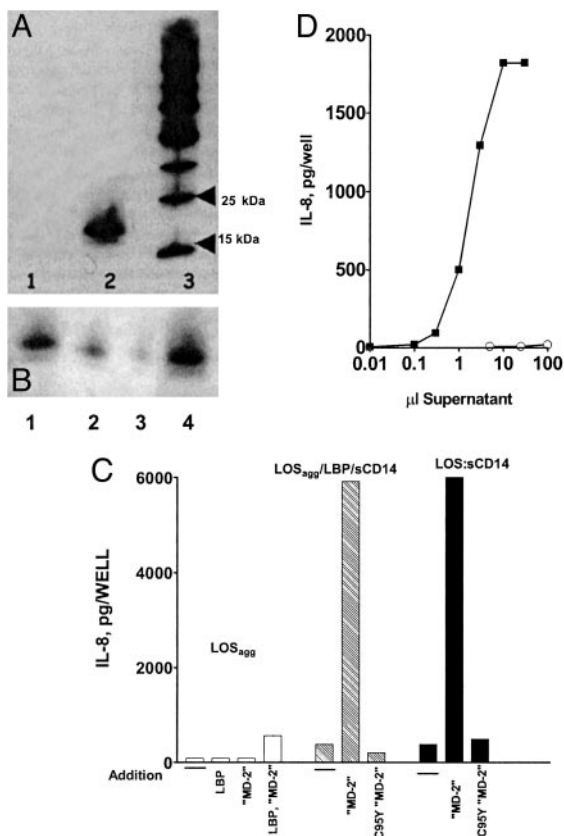 A
25 kDa
15 kDa
1 2 3
B
1 2 3 4
D
2000
1500
1000
500
0
IL-8, pg/well
0.01 0.1 1 10 100
µl Supernatant
C
LOSagg/LBP/sCD14
LOS:sCD14
6000
4000
2000
0
IL-8, pg/WELL
LOSagg
Addition
LBP
"MD-2"
LBP, "MD-2"
"MD-2"
C95Y "MD-2"
"MD-2"
C95Y "MD-2"